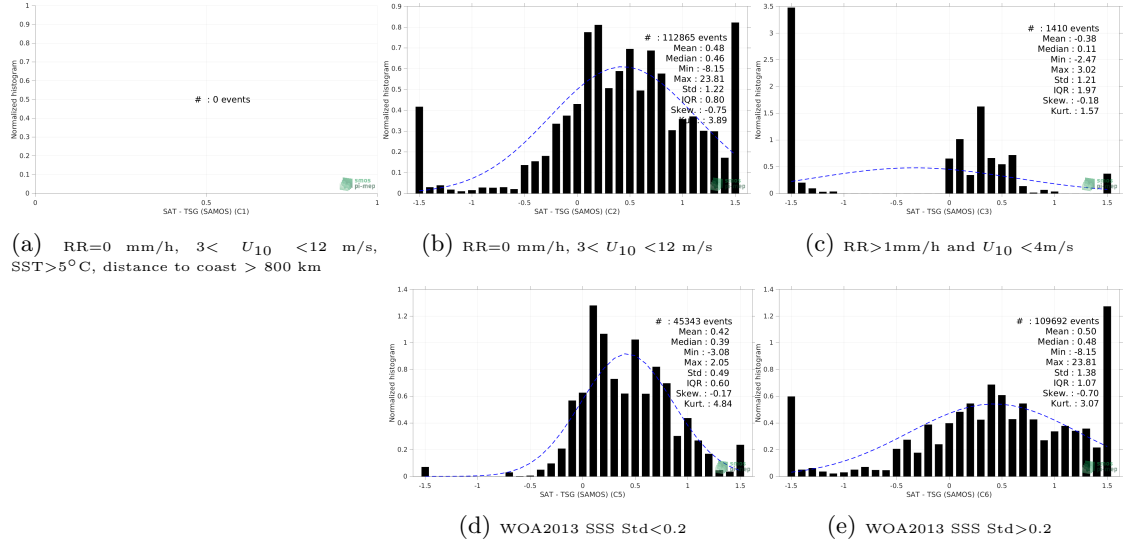 # : 0 events
Normalized histogram
0 0.1 0.2 0.3 0.4 0.5 0.6 0.7 0.8 0.9 1
0 0.5 1
SAT - TSG (SAMOS) (C1)
smos
pi-mep
(a) RR=0 mm/h, 3< U10 <12 m/s,
SST>5°C, distance to coast > 800 km
# : 112865 events
Mean : 0.48
Median : 0.46
Min : -8.15
Max : 23.81
Std : 1.22
IQR : 0.80
Skew. : -0.75
Kurt. : 3.89
Normalized histogram
0 0.1 0.2 0.3 0.4 0.5 0.6 0.7 0.8 0.9
-1.5 -1 -0.5 0 0.5 1 1.5
SAT - TSG (SAMOS) (C2)
smos
pi-mep
(b) RR=0 mm/h, 3< U10 <12 m/s
# : 1410 events
Mean : -0.38
Median : 0.11
Min : -2.47
Max : 3.02
Std : 1.21
IQR : 1.97
Skew. : -0.18
Kurt. : 1.57
Normalized histogram
0 0.5 1 1.5 2 2.5 3 3.5
-1.5 -1 -0.5 0 0.5 1 1.5
SAT - TSG (SAMOS) (C3)
smos
pi-mep
(c) RR>1mm/h and U10 <4m/s
# : 45343 events
Mean : 0.42
Median : 0.39
Min : -3.08
Max : 2.05
Std : 0.49
IQR : 0.60
Skew. : -0.17
Kurt. : 4.84
Normalized histogram
0 0.2 0.4 0.6 0.8 1 1.2 1.4
-1.5 -1 -0.5 0 0.5 1 1.5
SAT - TSG (SAMOS) (C5)
smos
pi-mep
(d) WOA2013 SSS Std<0.2
# : 109692 events
Mean : 0.50
Median : 0.48
Min : -8.15
Max : 23.81
Std : 1.38
IQR : 1.07
Skew. : -0.70
Kurt. : 3.07
Normalized histogram
0 0.2 0.4 0.6 0.8 1 1.2 1.4
-1.5 -1 -0.5 0 0.5 1 1.5
SAT - TSG (SAMOS) (C6)
smos
pi-mep
(e) WOA2013 SSS Std>0.2